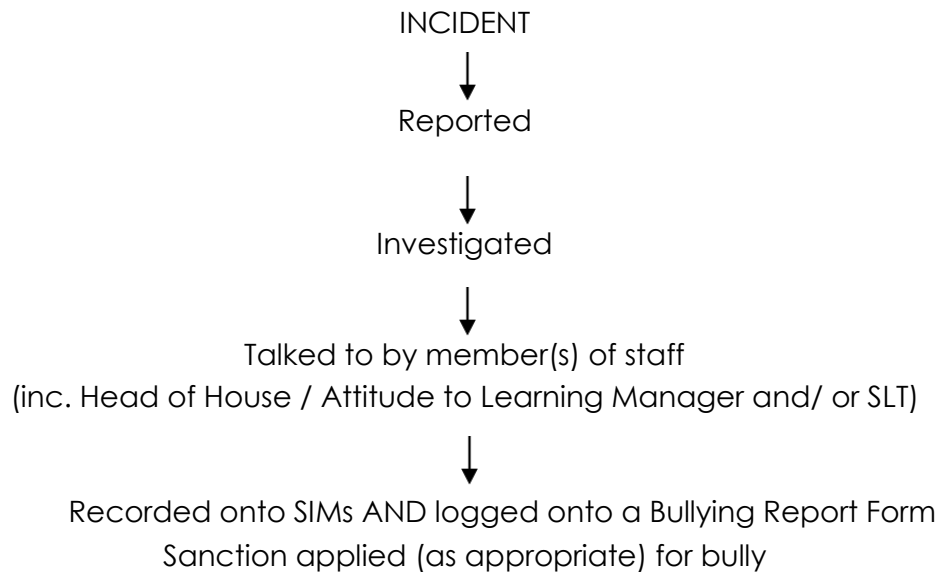 INCIDENT
Reported
Investigated
Talked to by member(s) of staff
(inc. Head of House / Attitude to Learning Manager and/ or SLT)
Recorded onto SIMs AND logged onto a Bullying Report Form
Sanction applied (as appropriate) for bully